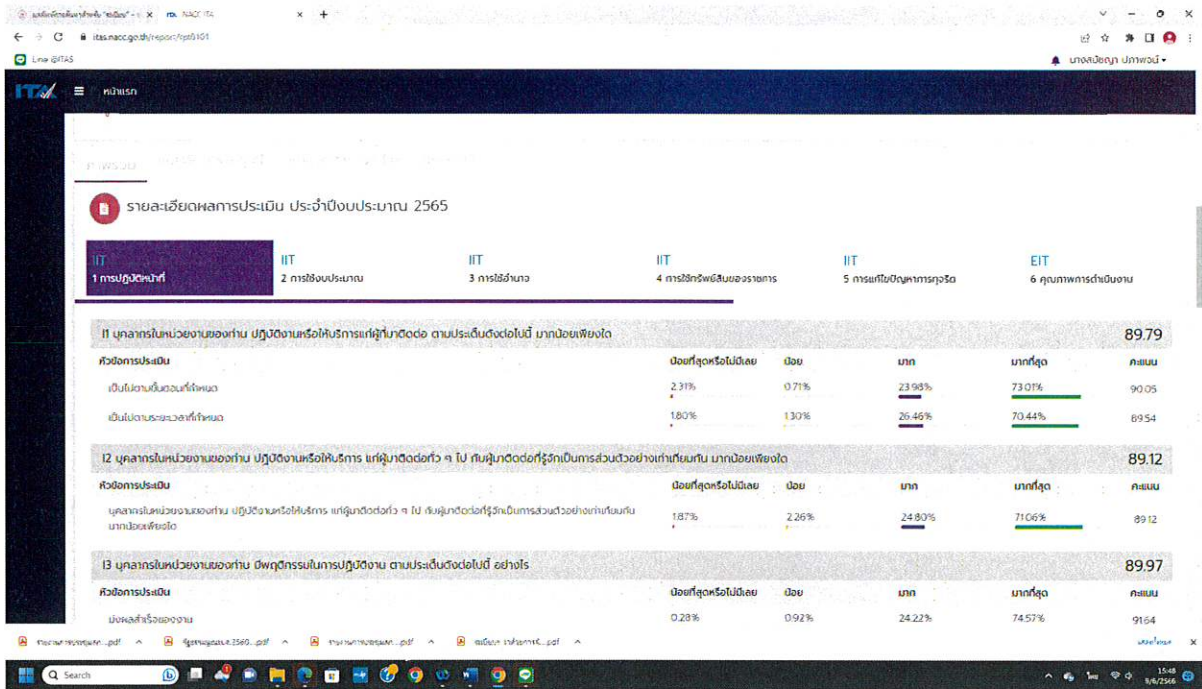 NACC ITA
itas.nacc.go.th/report/rpt0101
Line @ITAS
ITA
หน้าแรก
ภาพรวม
รายละเอียดผลการประเมิน ประจำปีงบประมาณ 2565
IIT IIT IIT IIT IIT EIT
1 การปฏิบัติหน้าที่ 2 การใช้งบประมาณ 3 การใช้อำนาจ 4 การใช้ทรัพย์สินของราชการ 5 การแก้ไขปัญหาการทุจริต 6 คุณภาพการดำเนินงาน
I1 บุคลากรในหน่วยงานของท่าน ปฏิบัติงานหรือให้บริการแก่ผู้ที่มาติดต่อ ตามประเด็นดังต่อไปนี้ มากน้อยเพียงใด 89.79
หัวข้อการประเมิน น้อยที่สุดหรือไม่มีเลย น้อย มาก มากที่สุด คะแนน
เป็นไปตามขั้นตอนที่กำหนด 2.31% 0.71% 23.98% 73.01% 90.05
เป็นไปตามระยะเวลาที่กำหนด 1.80% 1.30% 26.46% 70.44% 89.54
I2 บุคลากรในหน่วยงานของท่าน ปฏิบัติงานหรือให้บริการ แก่ผู้มาติดต่อทั่ว ๆ ไป กับผู้มาติดต่อที่รู้จักเป็นการส่วนตัวอย่างเท่าเทียมกัน มากน้อยเพียงใด 89.12
หัวข้อการประเมิน น้อยที่สุดหรือไม่มีเลย น้อย มาก มากที่สุด คะแนน
บุคลากรในหน่วยงานของท่าน ปฏิบัติงานหรือให้บริการ แก่ผู้มาติดต่อทั่ว ๆ ไป กับผู้มาติดต่อที่รู้จักเป็นการส่วนตัวอย่างเท่าเทียมกัน 1.87% 2.26% 24.80% 71.06% 89.12
มากน้อยเพียงใด
I3 บุคลากรในหน่วยงานของท่าน มีพฤติกรรมในการปฏิบัติงาน ตามประเด็นดังต่อไปนี้ อย่างไร 89.97
หัวข้อการประเมิน น้อยที่สุดหรือไม่มีเลย น้อย มาก มากที่สุด คะแนน
มุ่งผลสำเร็จของงาน 0.28% 0.92% 24.22% 74.57% 91.64
Search
15:48
9/6/2566